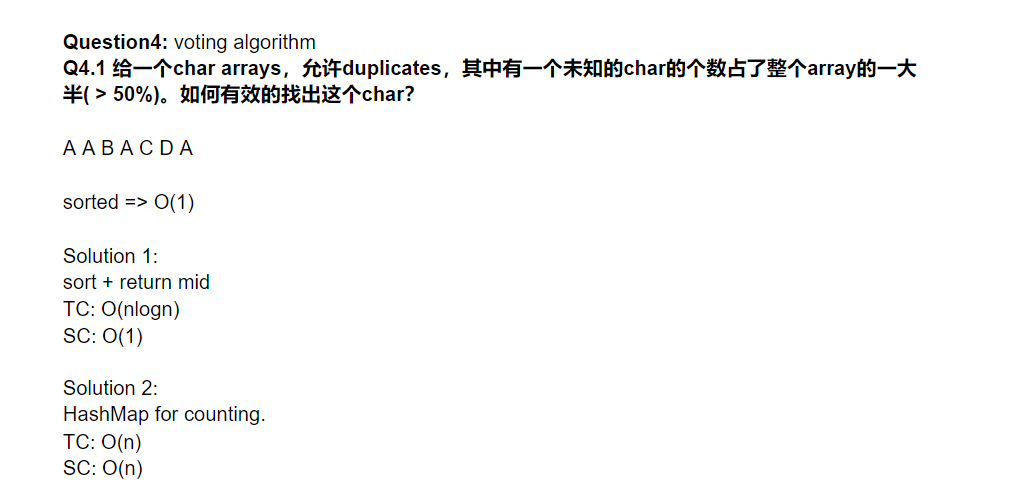 Question4: voting algorithm
Q4.1 给一个char arrays，允许duplicates，其中有一个未知的char的个数占了整个array的一大
半( > 50%)。如何有效的找出这个char?
A A B A C D A
sorted => O(1)
Solution 1:
sort + return mid
TC: O(nlogn)
SC: O(1)
Solution 2:
HashMap for counting.
TC: O(n)
SC: O(n)